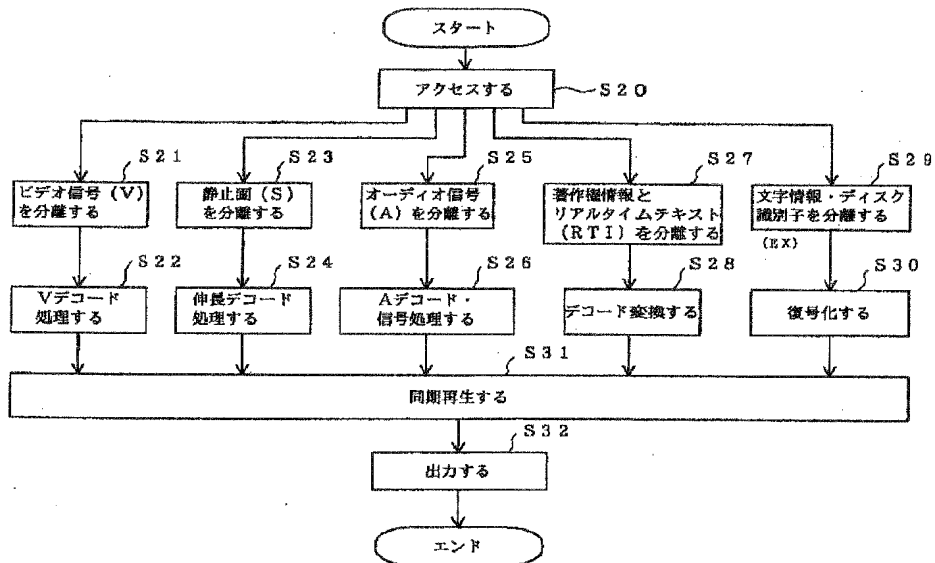 スタート
アクセスする
S20
S21
ビデオ信号(V)
を分離する
S23
静止画(S)
を分離する
S25
オーディオ信号
(A)を分離する
S27
著作権情報と
リアルタイムテキスト
(RTI)を分離する
S29
文字情報・ディスク
識別子を分離する
(EX)
S22
Vデコード
処理する
S24
伸長デコード
処理する
S26
Aデコード・
信号処理する
S28
デコード変換する
S30
復号化する
S31
同期再生する
S32
出力する
エンド